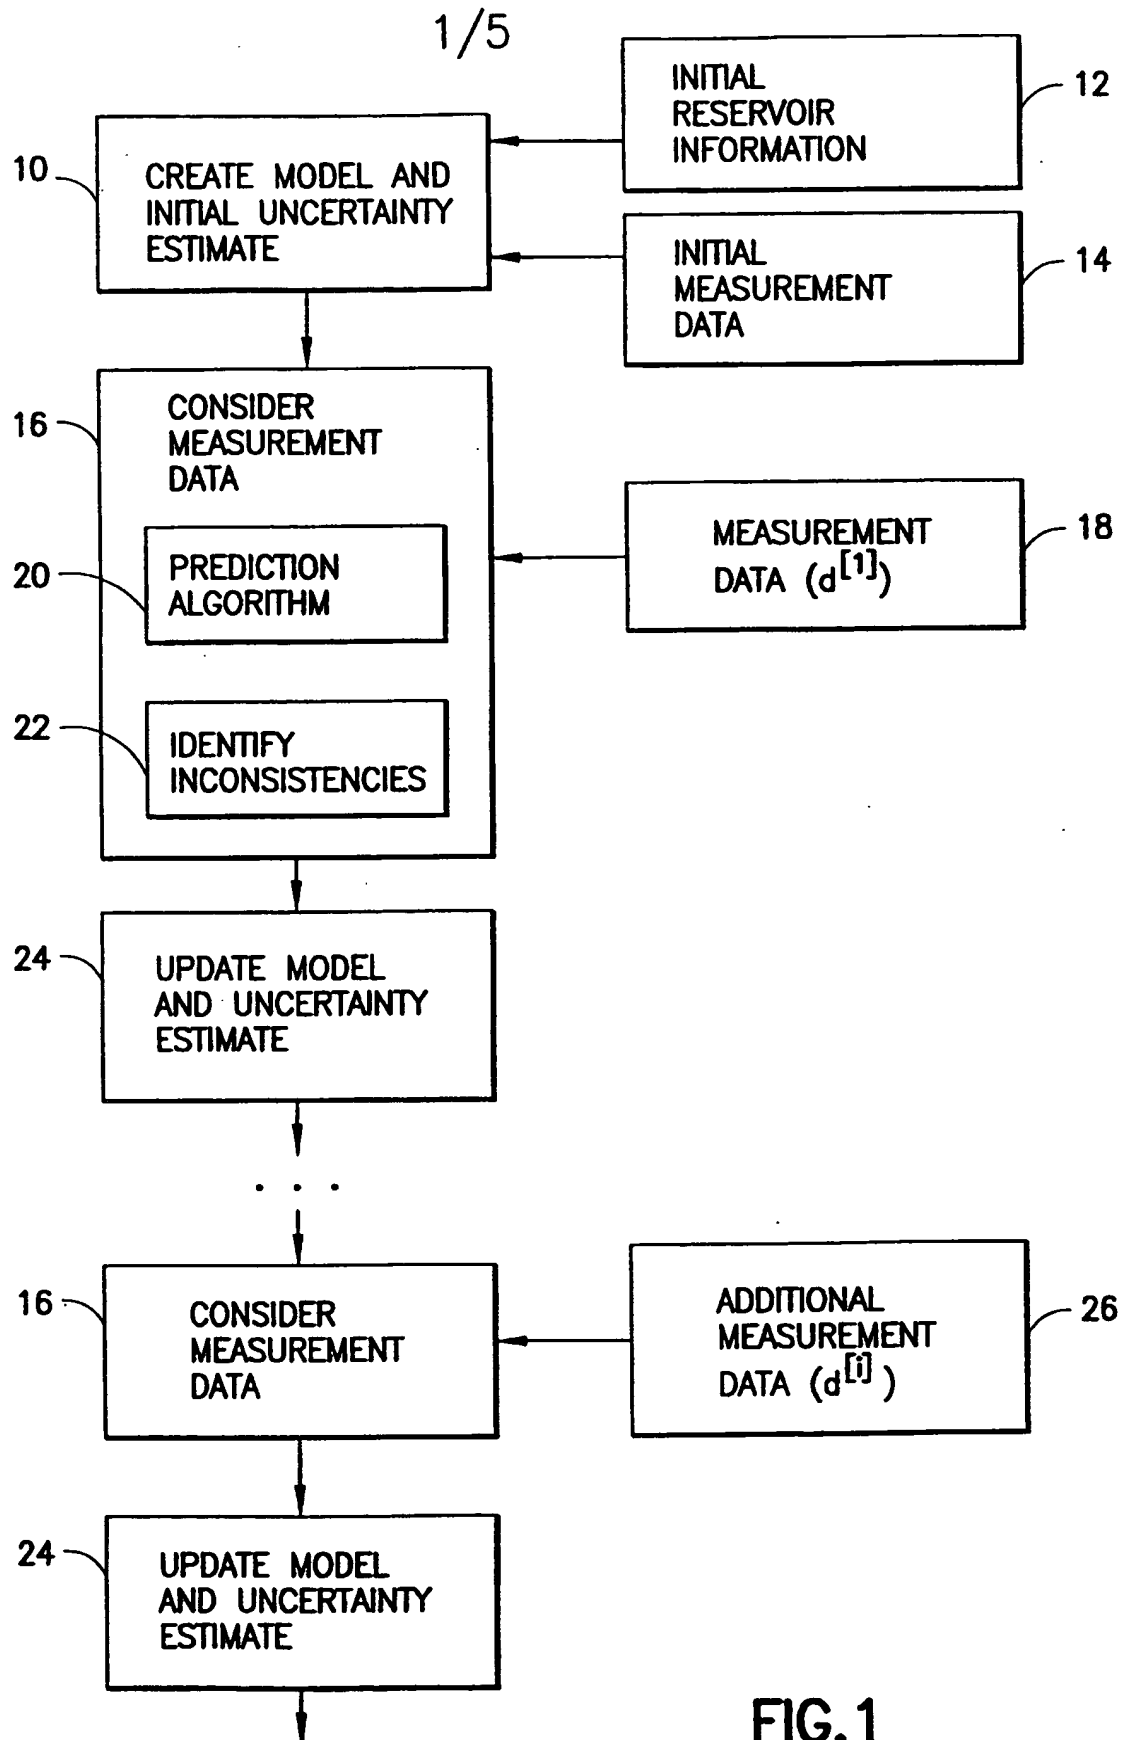 1/5
INITIAL
RESERVOIR
INFORMATION
12
10
CREATE MODEL AND
INITIAL UNCERTAINTY
ESTIMATE
INITIAL
MEASUREMENT
DATA
14
16
CONSIDER
MEASUREMENT
DATA
MEASUREMENT
DATA (d[1])
18
20
PREDICTION
ALGORITHM
22
IDENTIFY
INCONSISTENCIES
24
UPDATE MODEL
AND UNCERTAINTY
ESTIMATE
. . .
16
CONSIDER
MEASUREMENT
DATA
ADDITIONAL
MEASUREMENT
DATA (d[i])
26
24
UPDATE MODEL
AND UNCERTAINTY
ESTIMATE
FIG.1